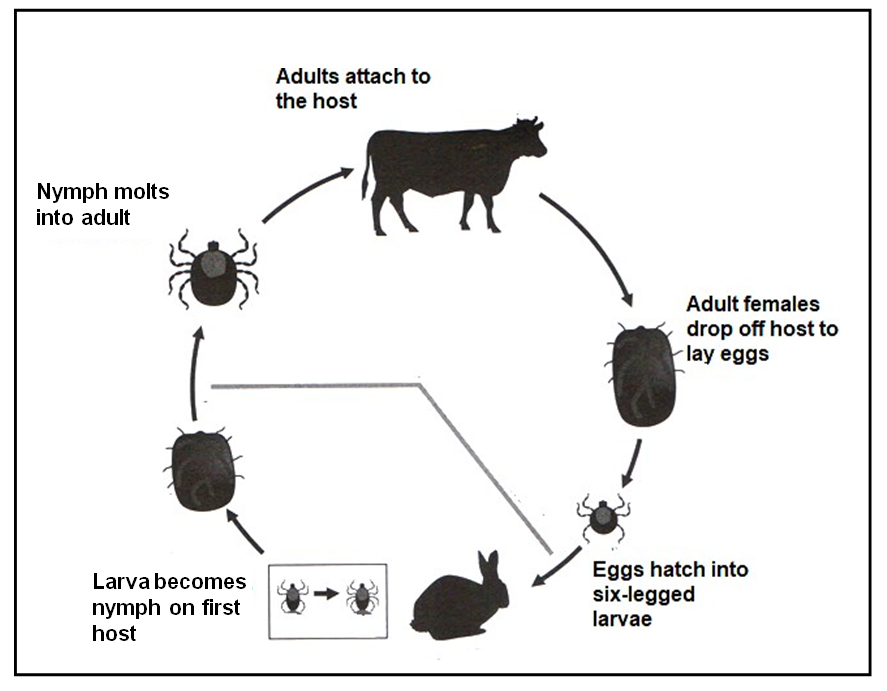 Adults attach to
the host
Nymph molts
into adult
Adult females
drop off host to
lay eggs
Eggs hatch into
six-legged
larvae
Larva becomes
nymph on first
host